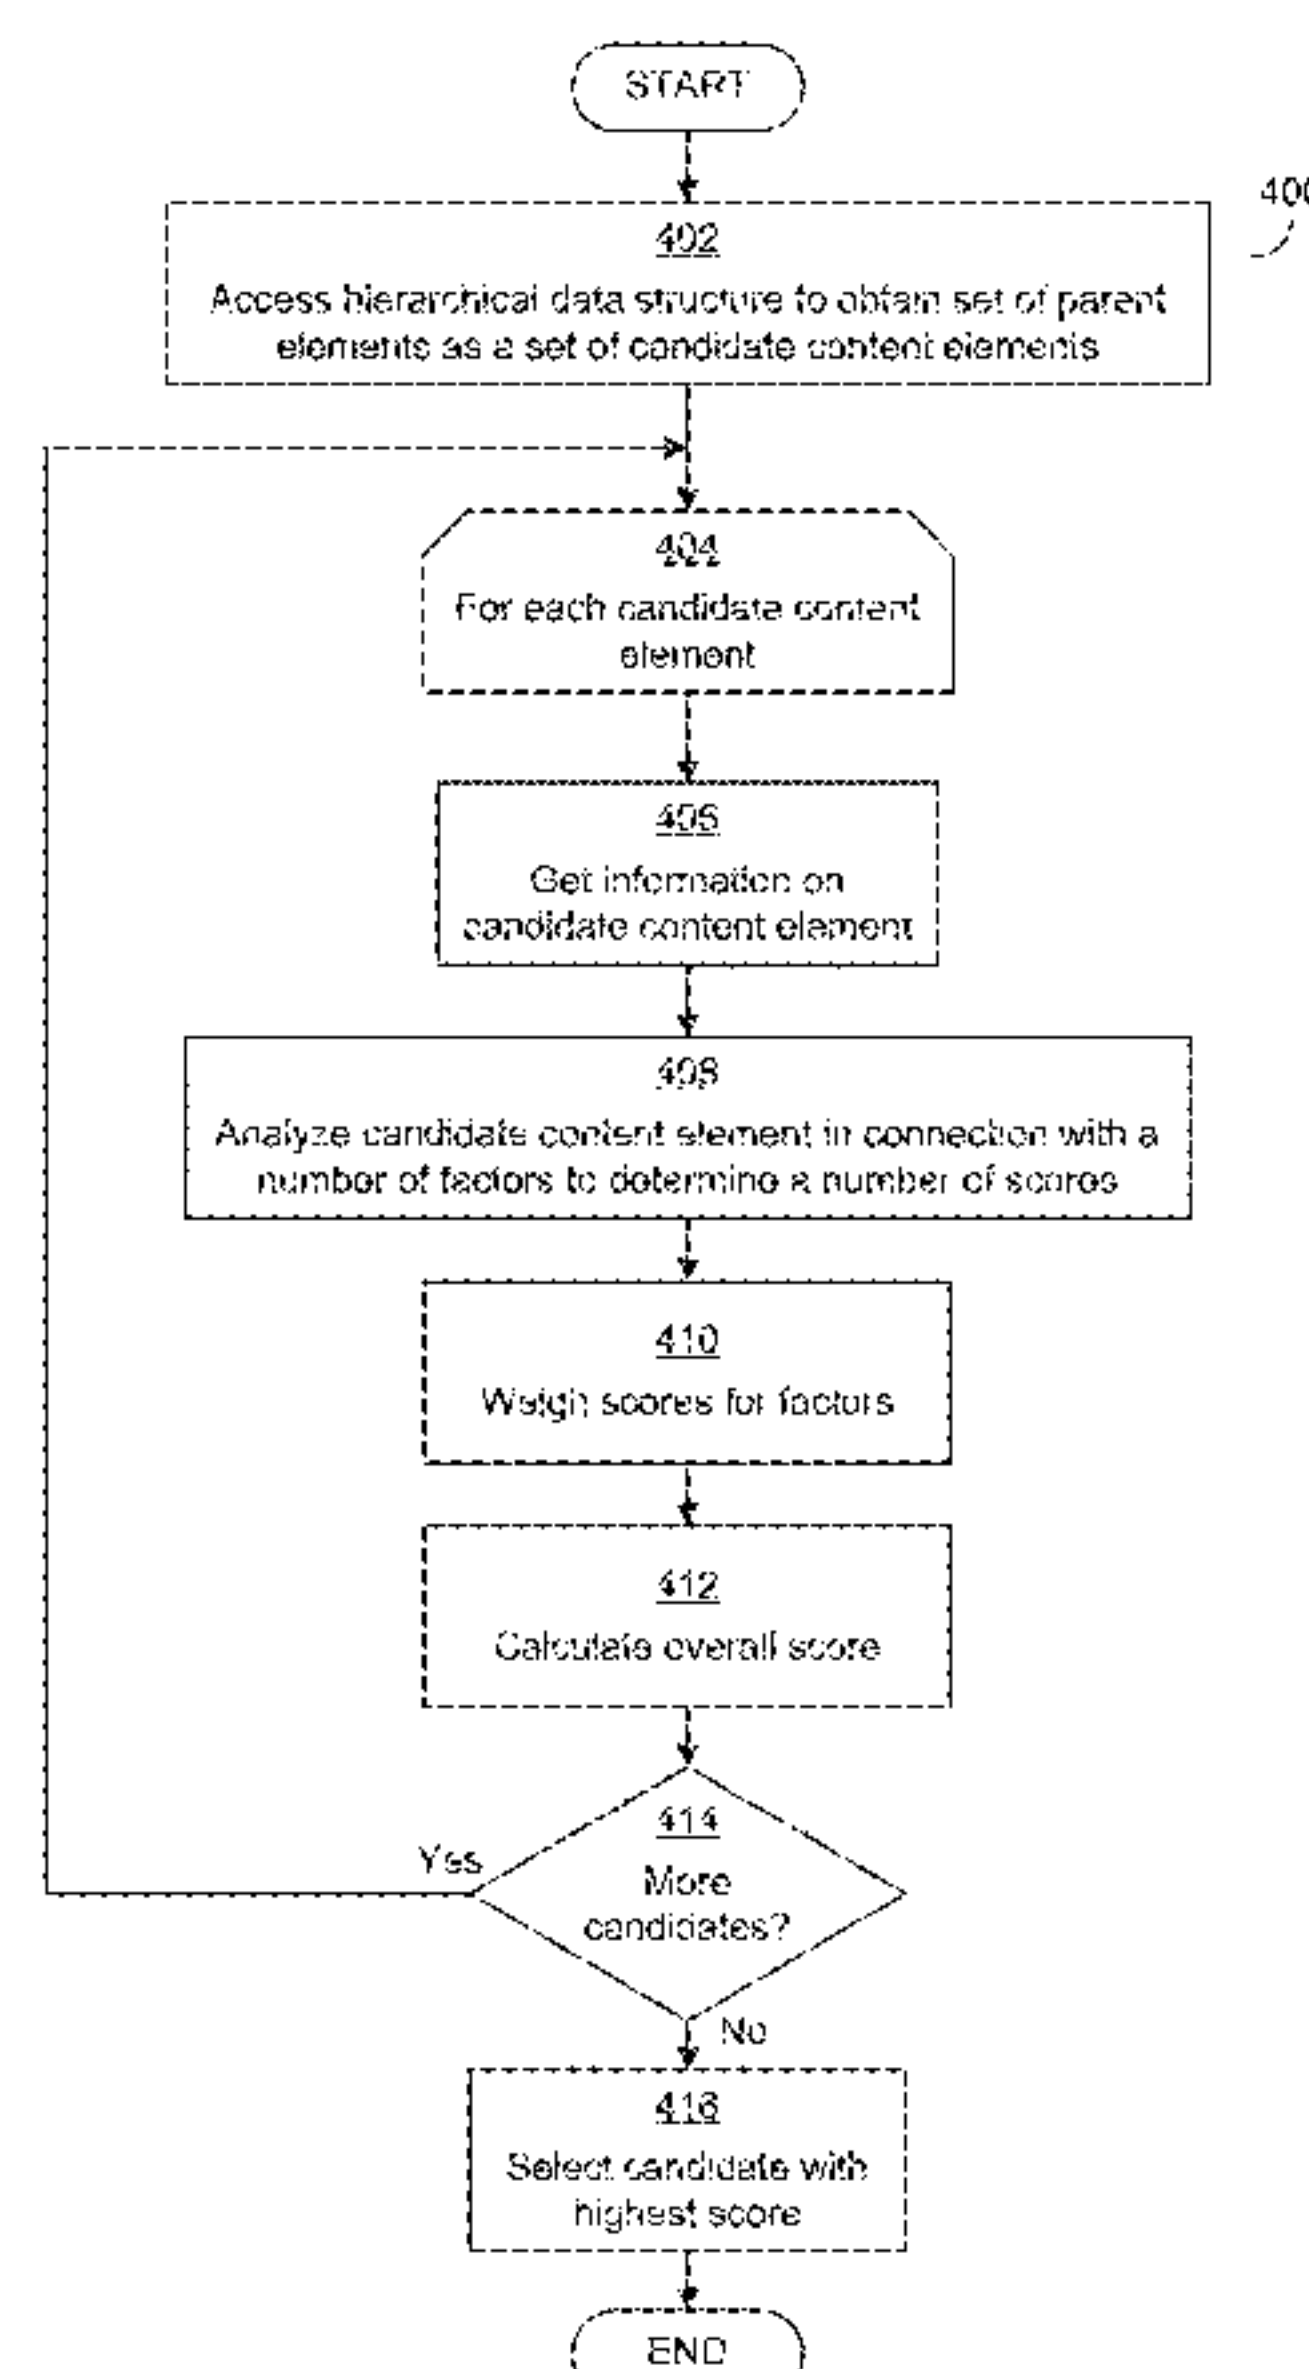 START
400
402
Access hierarchical data structure to obtain set of parent
elements as a set of candidate content elements
404
For each candidate content
element
406
Get information on
candidate content element
408
Analyze candidate content element in connection with a
number of factors to determine a number of scores
410
Weigh scores for factors
412
Calculate overall score
414
More
candidates?
Yes
No
416
Select candidate with
highest score
END